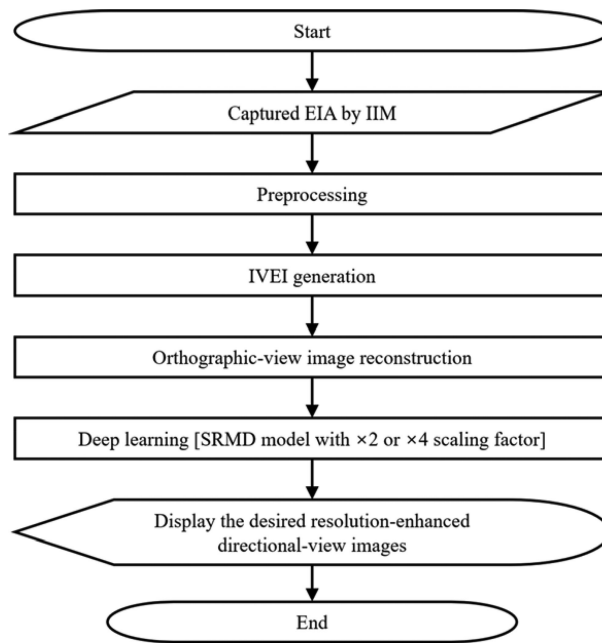 Start
Captured EIA by IIM
Preprocessing
IVEI generation
Orthographic-view image reconstruction
Deep learning [SRMD model with ×2 or ×4 scaling factor]
Display the desired resolution-enhanced
directional-view images
End